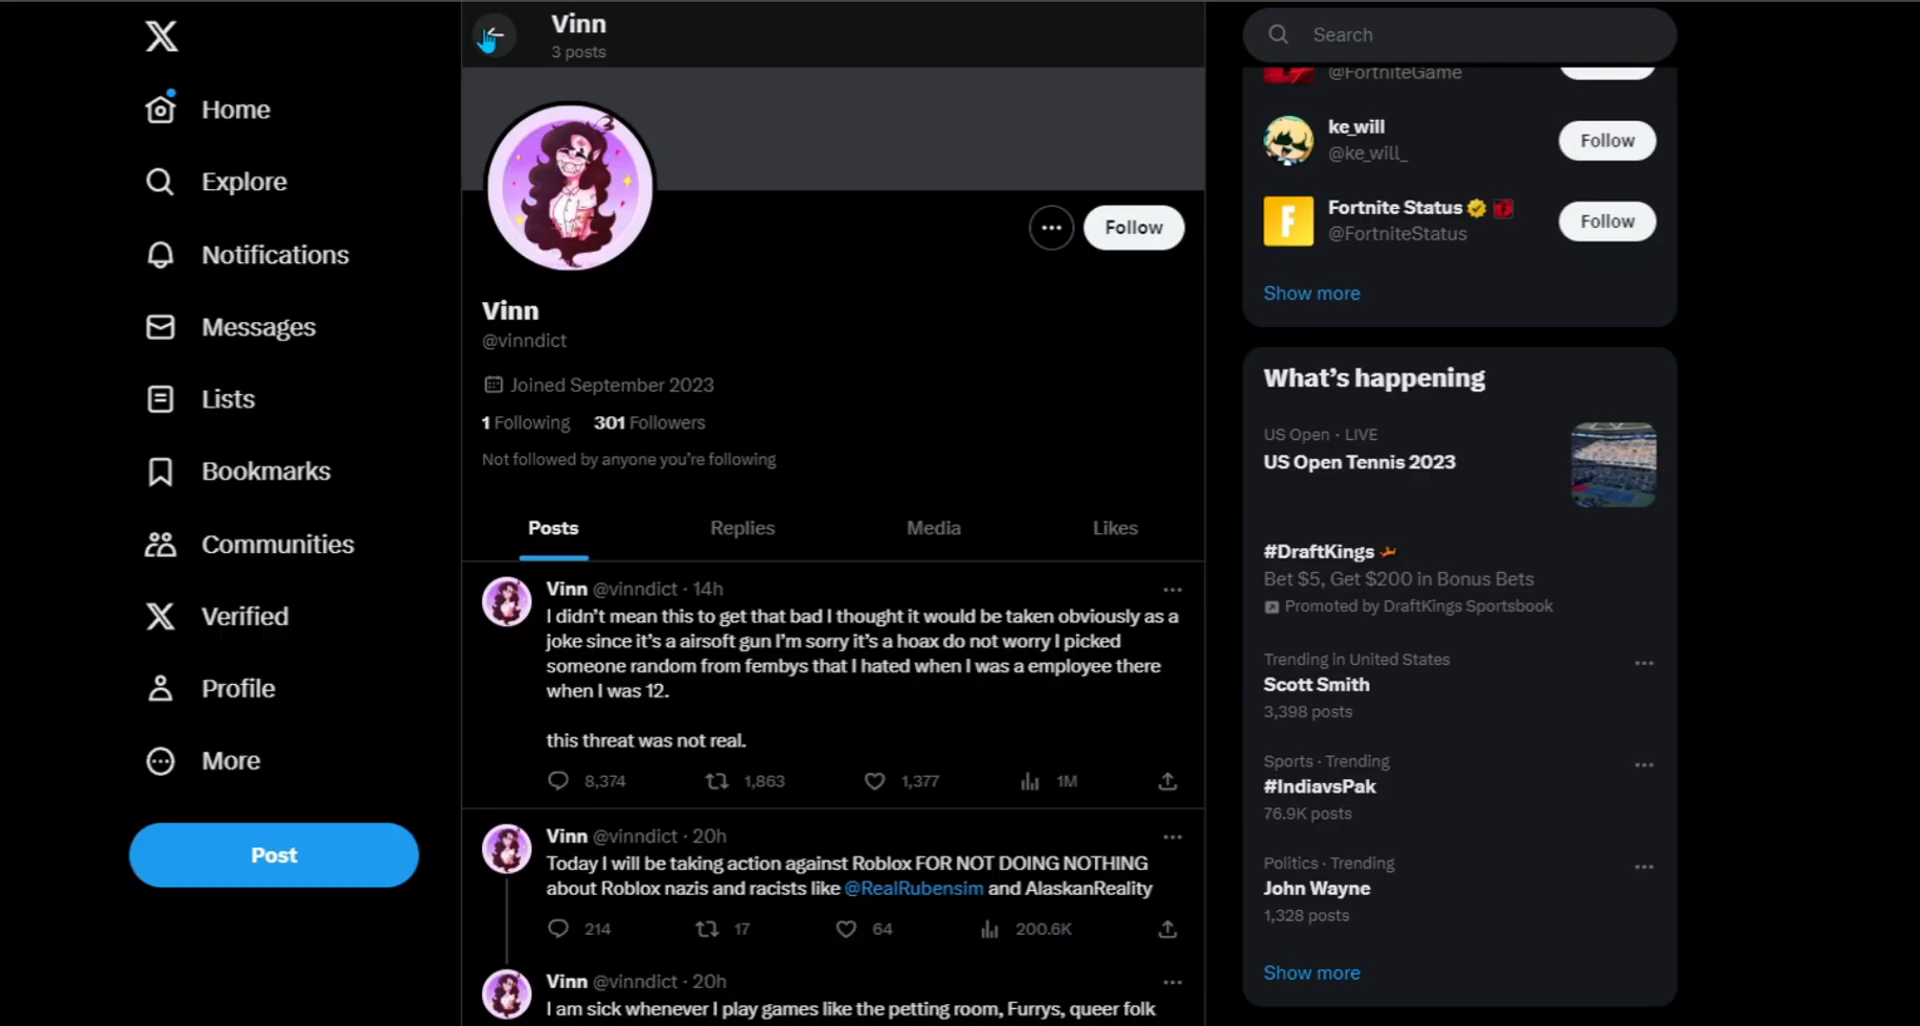 Home
Explore
Notifications
Messages
Lists
Bookmarks
Communities
Verified
Profile
More
Post
Vinn
3 posts
Follow
Vinn
@vinndict
Joined September 2023
1 Following 301 Followers
Not followed by anyone you're following
Posts Replies Media Likes
Vinn @vinndict · 14h
I didn't mean this to get that bad I thought it would be taken obviously as a
joke since it's a airsoft gun I'm sorry it's a hoax do not worry I picked
someone random from fembys that I hated when I was a employee there
when I was 12.
this threat was not real.
8,374 1,863 1,377 1M
Vinn @vinndict · 20h
Today I will be taking action against Roblox FOR NOT DOING NOTHING
about Roblox nazis and racists like @RealRubensim and AlaskanReality
214 17 64 200.6K
Vinn @vinndict · 20h
I am sick whenever I play games like the petting room, Furrys, queer folk
Search
@FortniteGame
ke_will
@ke_will_
Follow
Fortnite Status
@FortniteStatus
Follow
Show more
What's happening
US Open · LIVE
US Open Tennis 2023
#DraftKings
Bet $5, Get $200 in Bonus Bets
Promoted by DraftKings Sportsbook
Trending in United States
Scott Smith
3,398 posts
Sports · Trending
#IndiavsPak
76.9K posts
Politics · Trending
John Wayne
1,328 posts
Show more